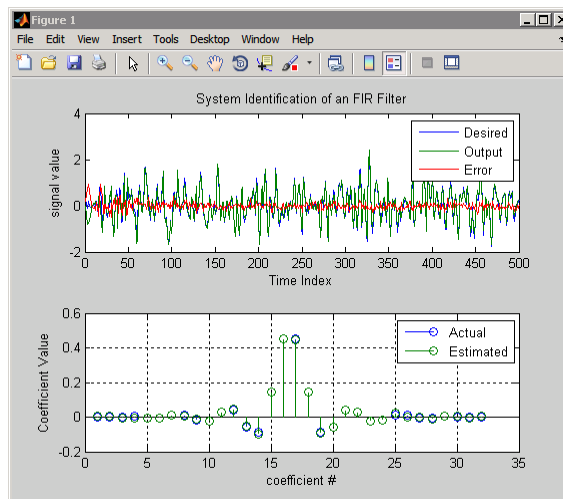 Figure 1
File Edit View Insert Tools Desktop Window Help
System Identification of an FIR Filter
4
2
0
-2
signal value
Desired
Output
Error
0 50 100 150 200 250 300 350 400 450 500
Time Index
0.6
0.4
0.2
0
-0.2
Coefficient Value
Actual
Estimated
0 5 10 15 20 25 30 35
coefficient #